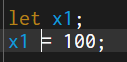 let x1;
x1 = 100;